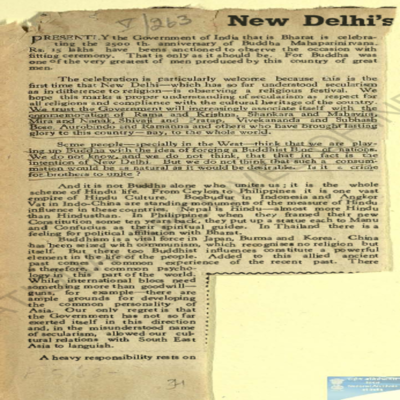 V/263
New Delhi's
PRESENTLY the Government of India that is Bharat is celebra-
ting the 2500 th. anniversary of Buddha Mahaparinirvana.
Rs. 15 lakhs have been sanctioned to observe the occasion with
fitting ceremony. That is only as it should be. For Buddha was
one of the very greatest of men produced by this country of great
men.
The celebration is particularly welcome because this is the
first time that New Delhi—which has so far understood secularism
as indifference to religion—is observing a religious festival. We
hope this marks a new understanding of secularism as respect for
all religions and compliance with the cultural heritage of the country.
We trust the Government will increasingly associate itself with the
commemoration of Rama and Krishna, Shankara and Mahavira,
Mira and Nanak, Shivaji and Pratap, Vivekananda and Subhash
Bose, Aurobindo and Ramana and others who have brought lasting
glory to this country—nay, to the whole world.
Some people—specially in the West—think that we are play-
ing up Buddha with the idea of forging a Buddhist Bloc of nations.
We do not know, and we do not think, that this in fact is the
intention of New Delhi. But we do not think that such a consum-
mation would be as natural as it would be desirable. Is it a crime
for brothers to unite?
And it is not Buddha alone who unites us; it is the whole
scheme of Hindu life. From Ceylon to Philippines it is one vast
empire of Hindu Culture. Boobudur in Indonesia and Angkor
Vat in Indo-China are standing monuments of the measure of Hindu
influence in these countries. Bali is Hindu—almost more Hindu
than Hindusthan. In Philippines when they framed their new
Constitution some ten years back, they put up a statue each to Manu
and Confucius as their spiritual guides. In Thailand there is a
feeling for political affiliation with Bharat.
Buddhism is a vital force in Japan, Burma and Korea. China
has been seized with communism, which recognises no religion but
itself. But even so, Buddhist influences constitute a powerful
element in the life of the people. Added to this allied ancient
past comes a common experience of the recent past. There
is therefore, a common Psycho-
logy in this part of the world.
While international blocs need
something more than goodwill—
guns, for example—there are
ample grounds for developing
the common personality of
Asia. Our only regret is that
the Government has not so far
exerted itself in this direction
and, in the misunderstood name
of secularism, allowed our cul-
tural relations with South East
Asia to languish.
A heavy responsibility rests on